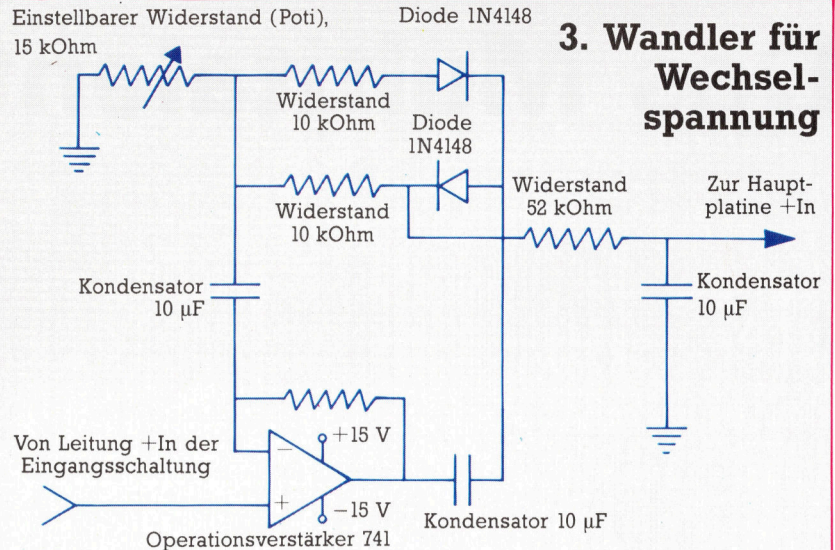 Einstellbarer Widerstand (Poti),
15 kOhm
Diode 1N4148
3. Wandler für
Wechsel-
spannung
Widerstand
10 kOhm
Diode
1N4148
Widerstand
10 kOhm
Widerstand
52 kOhm
Zur Haupt-
platine +In
Kondensator
10 µF
Kondensator
10 µF
Von Leitung +In der
Eingangsschaltung
+15 V
−
+
−15 V
Kondensator 10 µF
Operationsverstärker 741